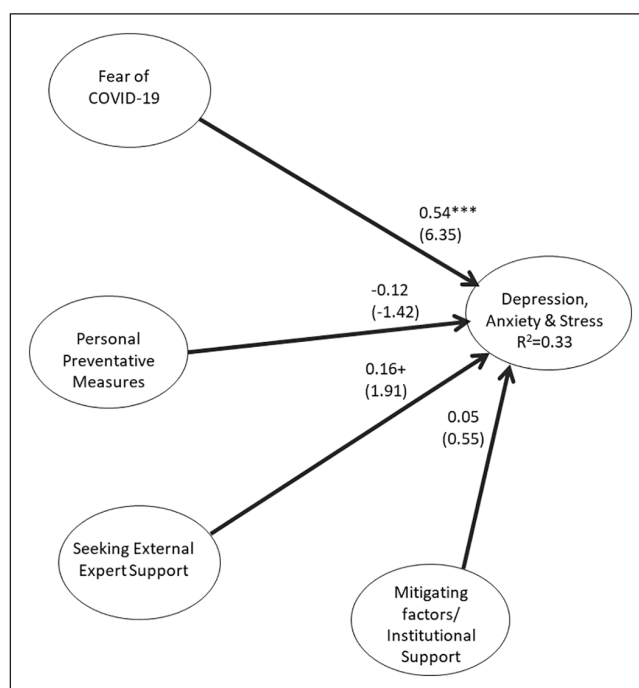 Fear of
COVID-19
0.54***
(6.35)
-0.12
(-1.42)
Depression,
Anxiety & Stress
R²=0.33
Personal
Preventative
Measures
0.16+
(1.91)
0.05
(0.55)
Seeking External
Expert Support
Mitigating
factors/
Institutional
Support